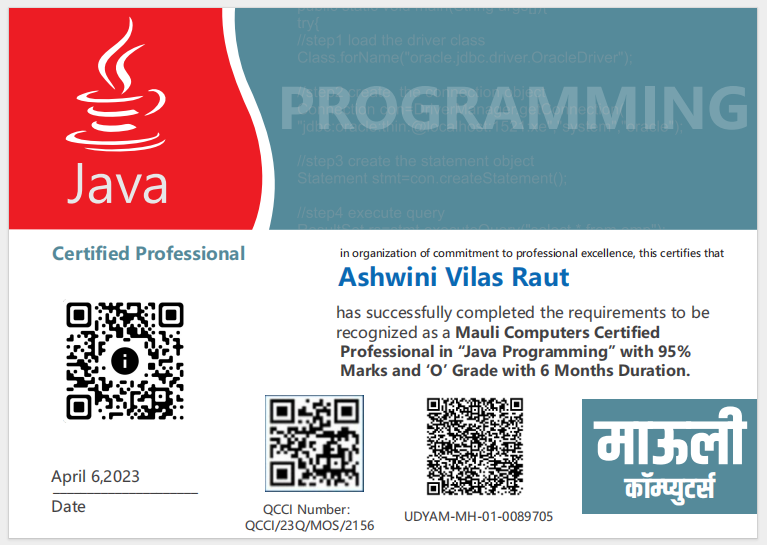 try{
//step1 load the driver class
Class.forName("oracle.jdbc.driver.OracleDriver");
PROGRAMMING
//step3 create the statement object
Statement stmt=con.createStatement();
//step4 execute query
Java
Certified Professional
in organization of commitment to professional excellence, this certifies that
Ashwini Vilas Raut
has successfully completed the requirements to be
recognized as a Mauli Computers Certified
Professional in “Java Programming” with 95%
Marks and ‘O’ Grade with 6 Months Duration.
माऊली
कॉम्प्युटर्स
April 6,2023
Date
QCCI Number:
QCCI/23Q/MOS/2156
UDYAM-MH-01-0089705